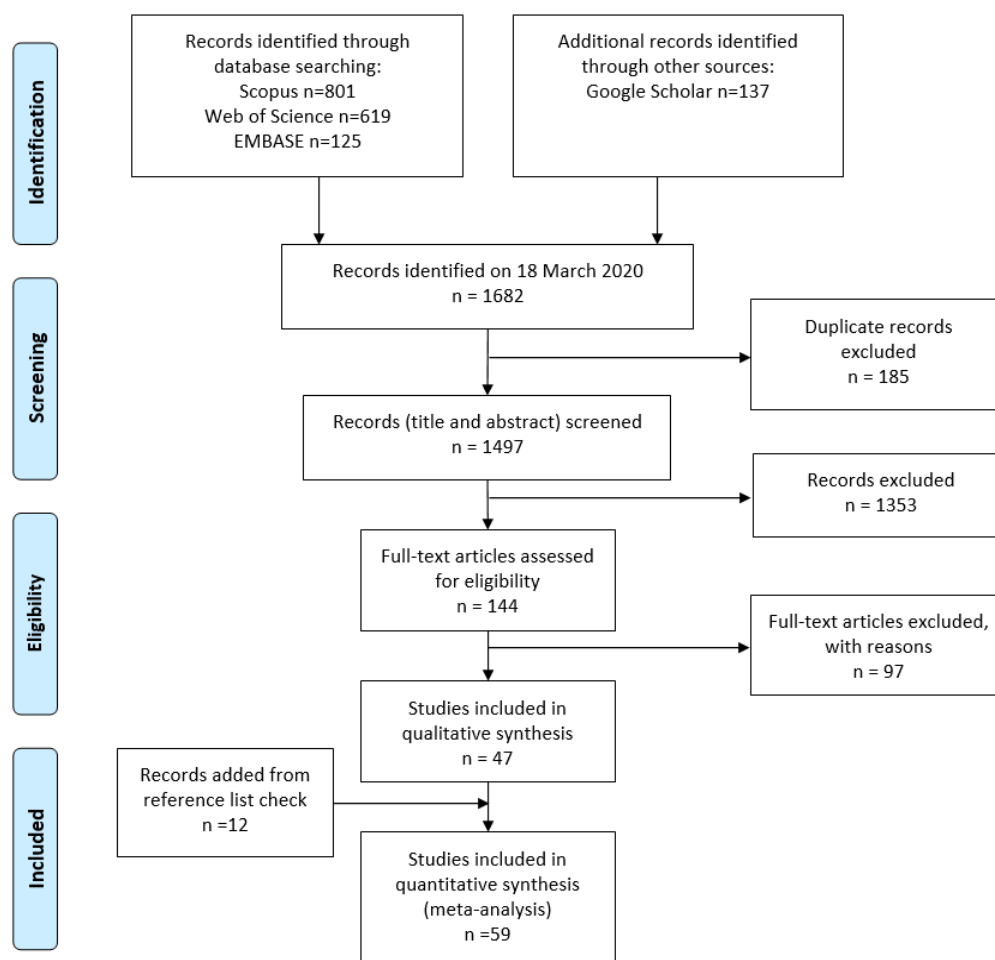 Identification
Records identified through
database searching:
Scopus n=801
Web of Science n=619
EMBASE n=125
Additional records identified
through other sources:
Google Scholar n=137
Records identified on 18 March 2020
n = 1682
Screening
Duplicate records
excluded
n = 185
Records (title and abstract) screened
n = 1497
Records excluded
n = 1353
Eligibility
Full-text articles assessed
for eligibility
n = 144
Full-text articles excluded,
with reasons
n = 97
Studies included in
qualitative synthesis
n = 47
Included
Records added from
reference list check
n =12
Studies included in
quantitative synthesis
(meta-analysis)
n =59